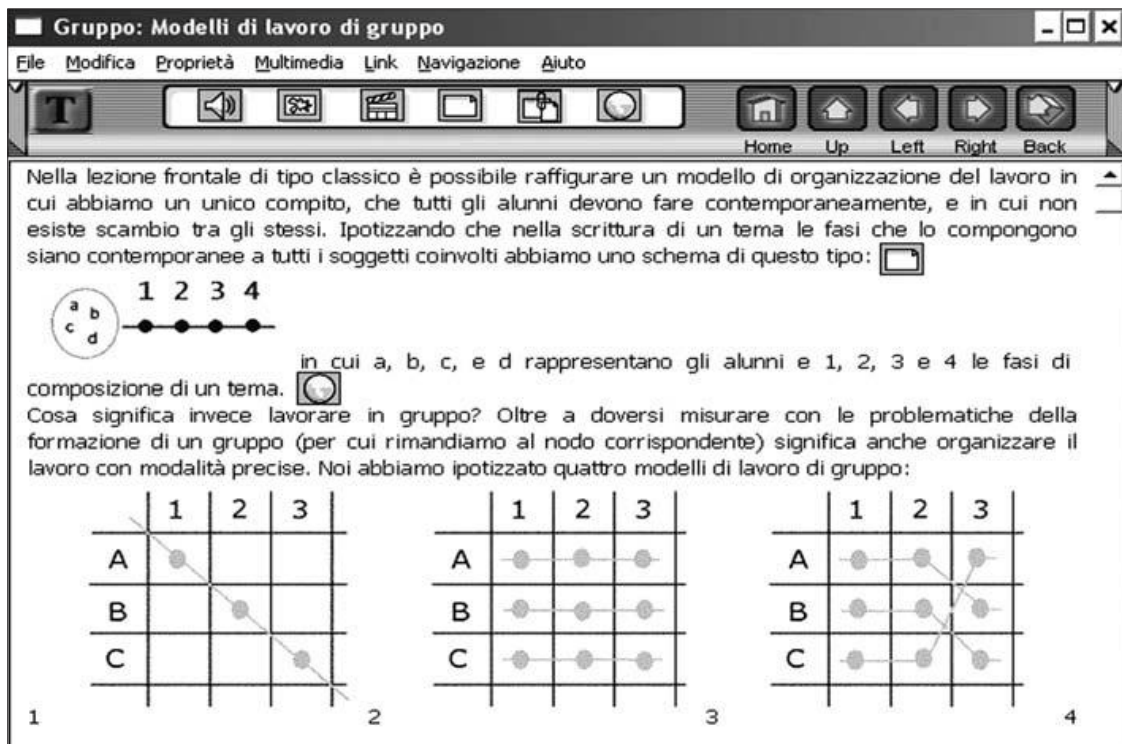 Gruppo: Modelli di lavoro di gruppo
File Modifica Proprietà Multimedia Link Navigazione Aiuto
T
Home Up Left Right Back
Nella lezione frontale di tipo classico è possibile raffigurare un modello di organizzazione del lavoro in
cui abbiamo un unico compito, che tutti gli alunni devono fare contemporaneamente, e in cui non
esiste scambio tra gli stessi. Ipotizzando che nella scrittura di un tema le fasi che lo compongono
siano contemporanee a tutti i soggetti coinvolti abbiamo uno schema di questo tipo:
1 2 3 4
a b
c d
in cui a, b, c, e d rappresentano gli alunni e 1, 2, 3 e 4 le fasi di
composizione di un tema.
Cosa significa invece lavorare in gruppo? Oltre a doversi misurare con le problematiche della
formazione di un gruppo (per cui rimandiamo al nodo corrispondente) significa anche organizzare il
lavoro con modalità precise. Noi abbiamo ipotizzato quattro modelli di lavoro di gruppo:
1 2 3 1 2 3 1 2 3
A A A
B B B
C C C
1 2 3 4